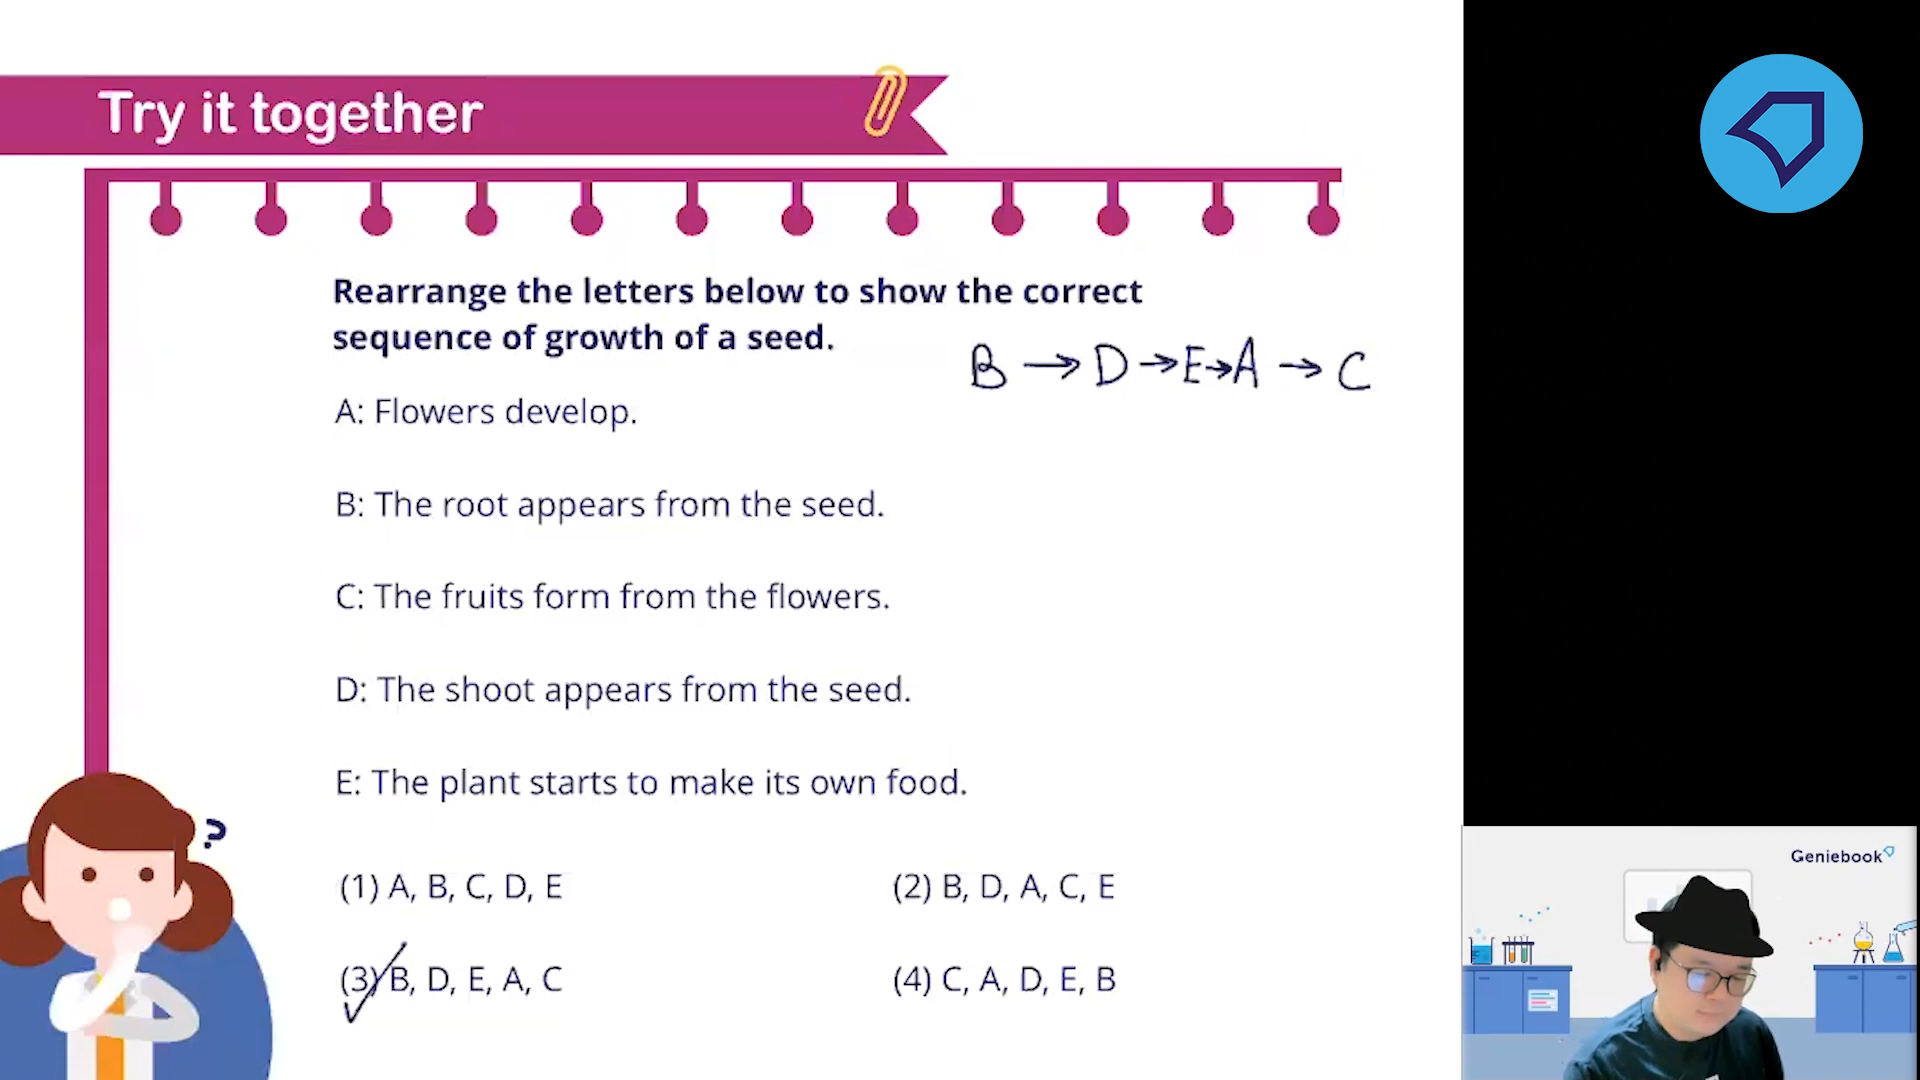 Try it together
Rearrange the letters below to show the correct
sequence of growth of a seed.
B → D → E → A → C
A: Flowers develop.
B: The root appears from the seed.
C: The fruits form from the flowers.
D: The shoot appears from the seed.
E: The plant starts to make its own food.
?
(1) A, B, C, D, E
(2) B, D, A, C, E
(3) B, D, E, A, C
(4) C, A, D, E, B
Geniebook